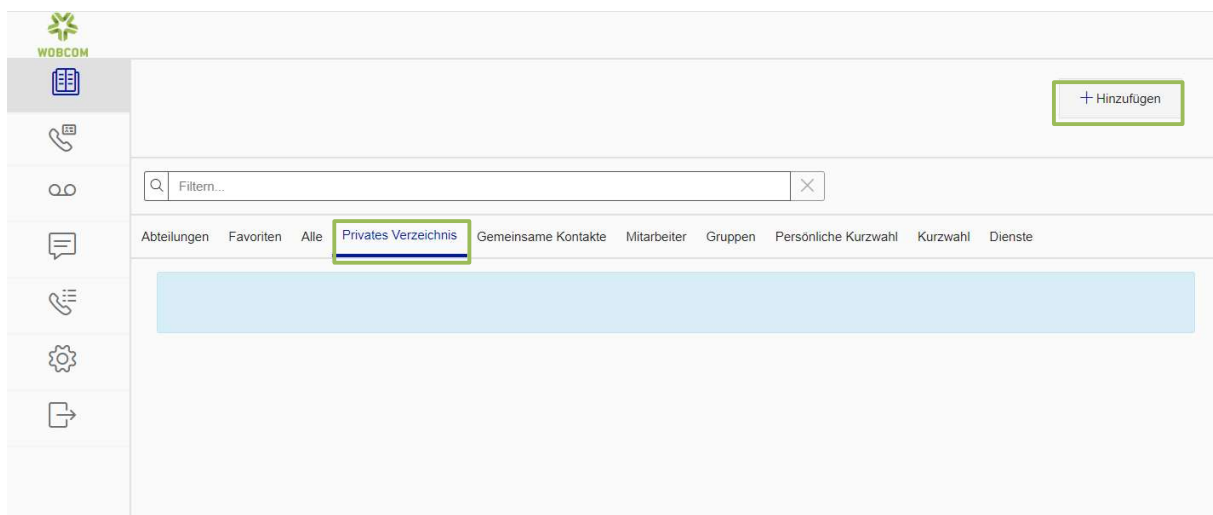 WOBCOM
+ Hinzufügen
Filtern...
Abteilungen Favoriten Alle Privates Verzeichnis Gemeinsame Kontakte Mitarbeiter Gruppen Persönliche Kurzwahl Kurzwahl Dienste